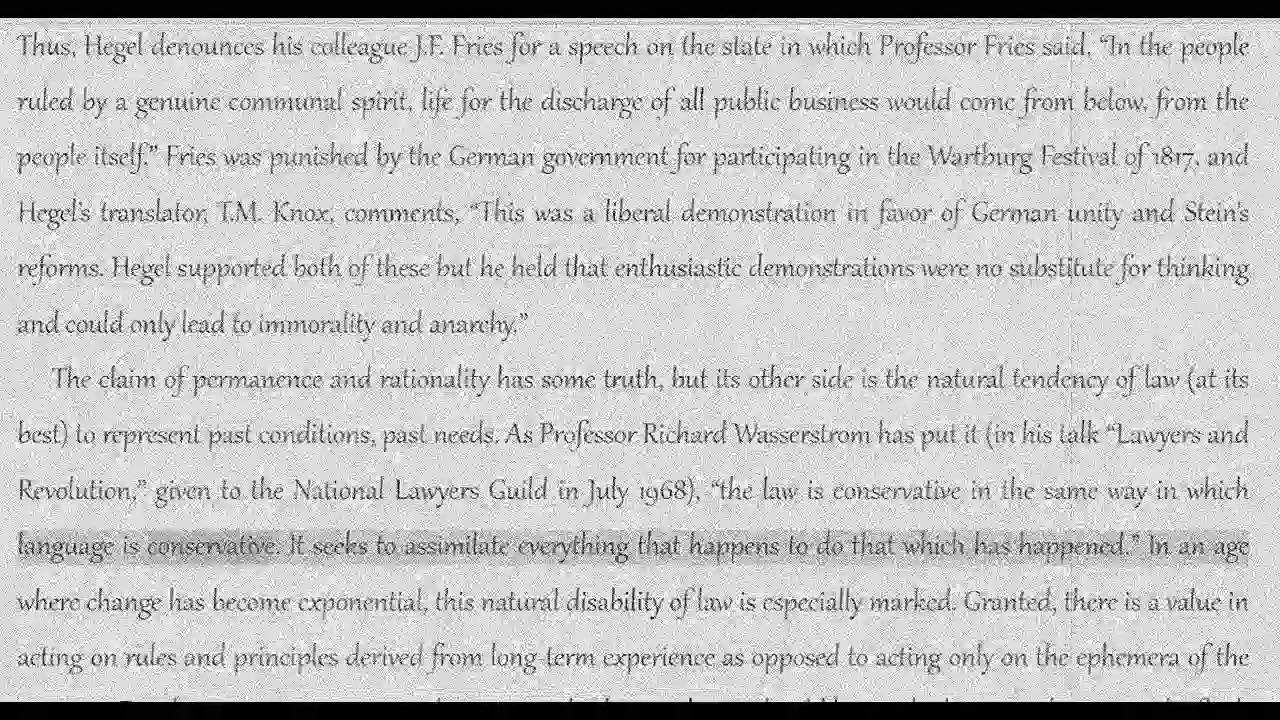 Thus, Hegel denounces his colleague J.F. Fries for a speech on the state in which Professor Fries said, “In the people
ruled by a genuine communal spirit, life for the discharge of all public business would come from below, from the
people itself.” Fries was punished by the German government for participating in the Wartburg Festival of 1817, and
Hegel’s translator, T.M. Knox, comments, “This was a liberal demonstration in favor of German unity and Stein’s
reforms. Hegel supported both of these but he held that enthusiastic demonstrations were no substitute for thinking
and could only lead to immorality and anarchy.”
The claim of permanence and rationality has some truth, but its other side is the natural tendency of law (at its
best) to represent past conditions, past needs. As Professor Richard Wasserstrom has put it (in his talk “Lawyers and
Revolution,” given to the National Lawyers Guild in July 1968), “the law is conservative in the same way in which
language is conservative. It seeks to assimilate everything that happens to do that which has happened.” In an age
where change has become exponential, this natural disability of law is especially marked. Granted, there is a value in
acting on rules and principles derived from long-term experience as opposed to acting only on the ephemera of the